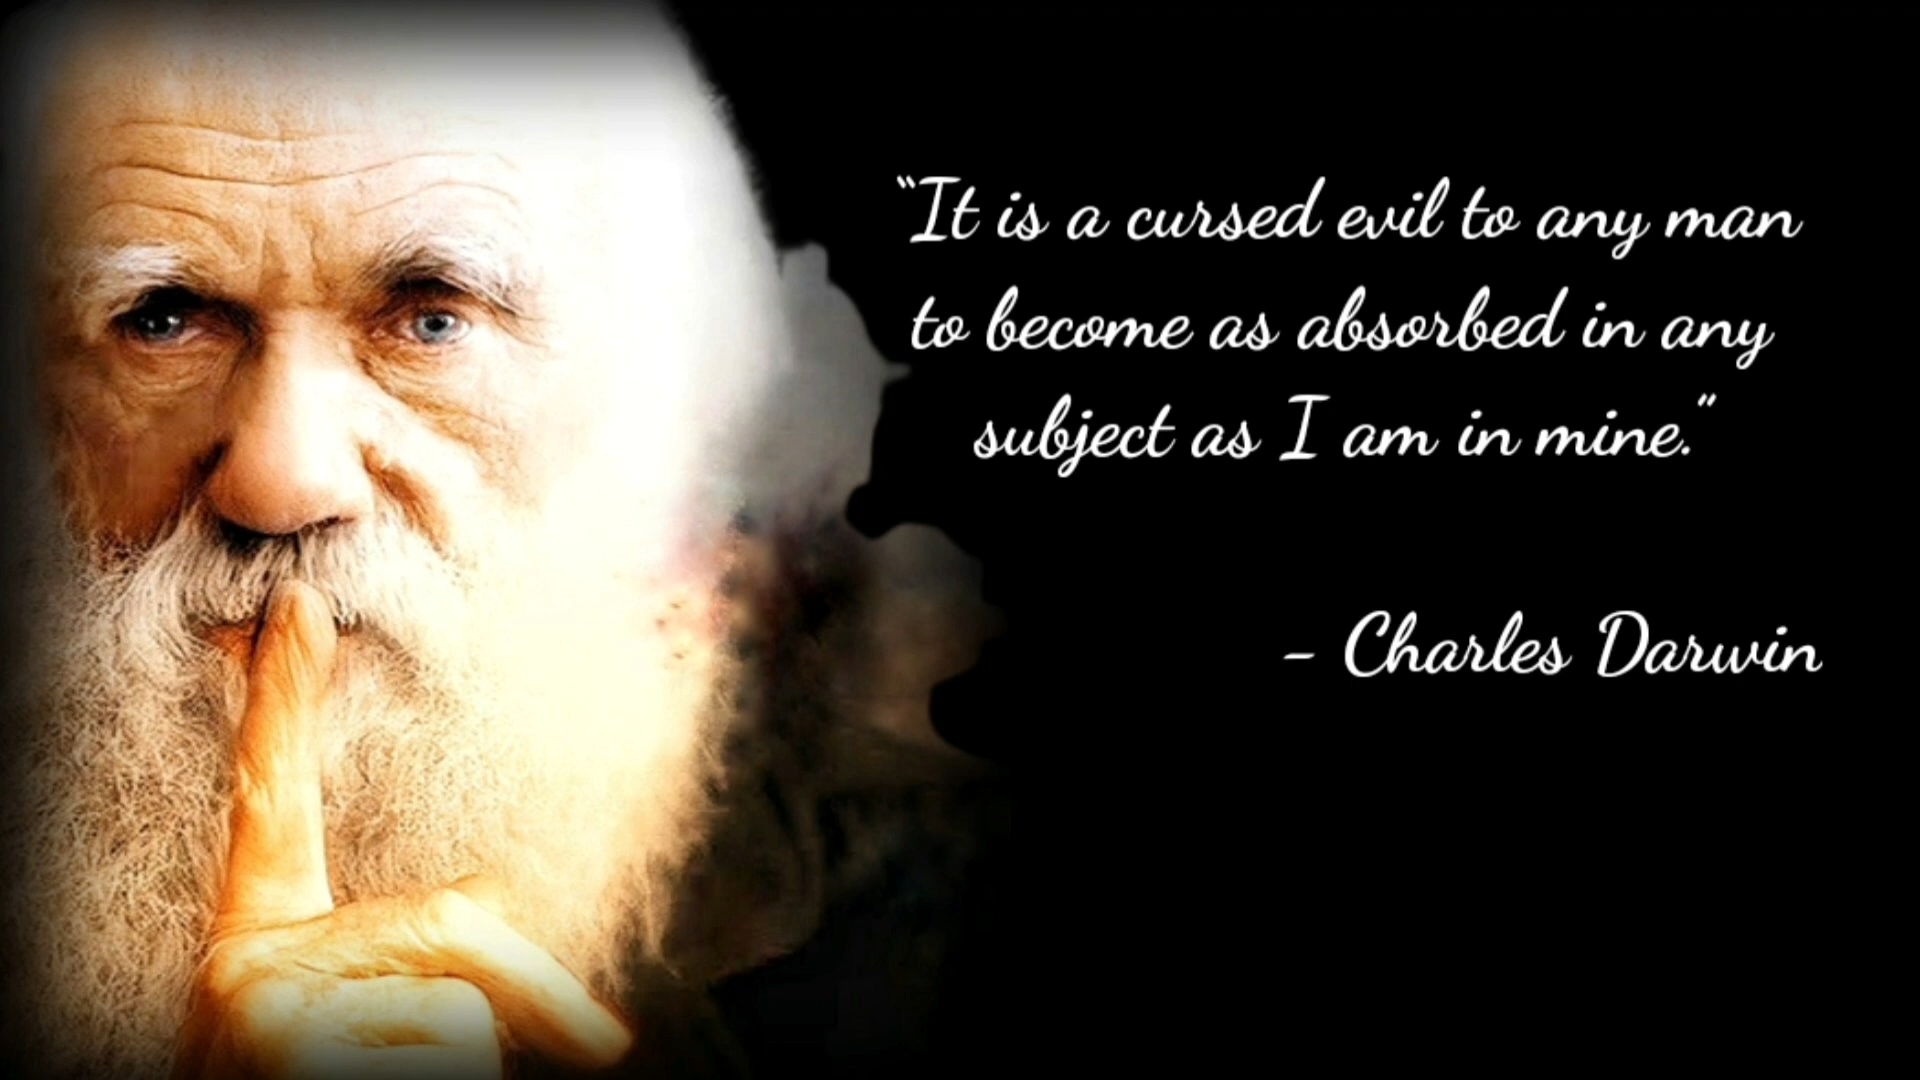 “It is a cursed evil to any man
to become as absorbed in any
subject as I am in mine.”
- Charles Darwin